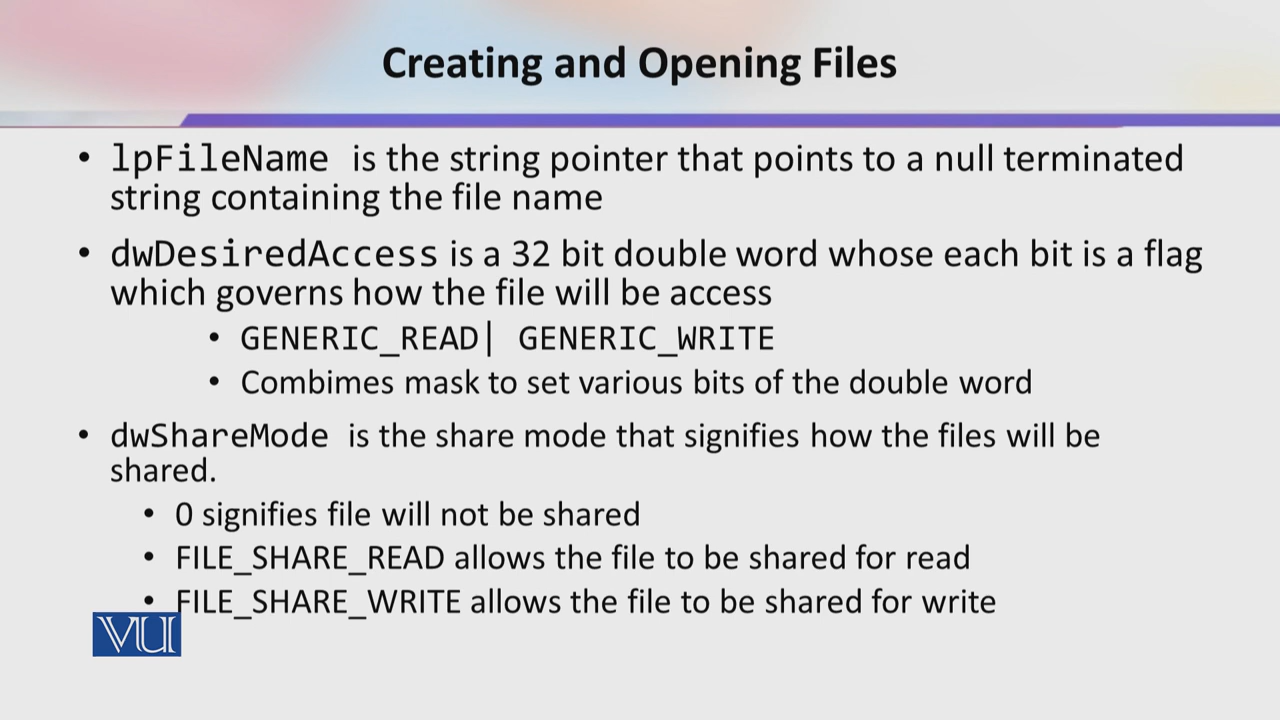 Creating and Opening Files
• lpFileName is the string pointer that points to a null terminated
string containing the file name
• dwDesiredAccess is a 32 bit double word whose each bit is a flag
which governs how the file will be access
• GENERIC_READ| GENERIC_WRITE
• Combimes mask to set various bits of the double word
• dwShareMode is the share mode that signifies how the files will be
shared.
• 0 signifies file will not be shared
• FILE_SHARE_READ allows the file to be shared for read
• FILE_SHARE_WRITE allows the file to be shared for write
VU